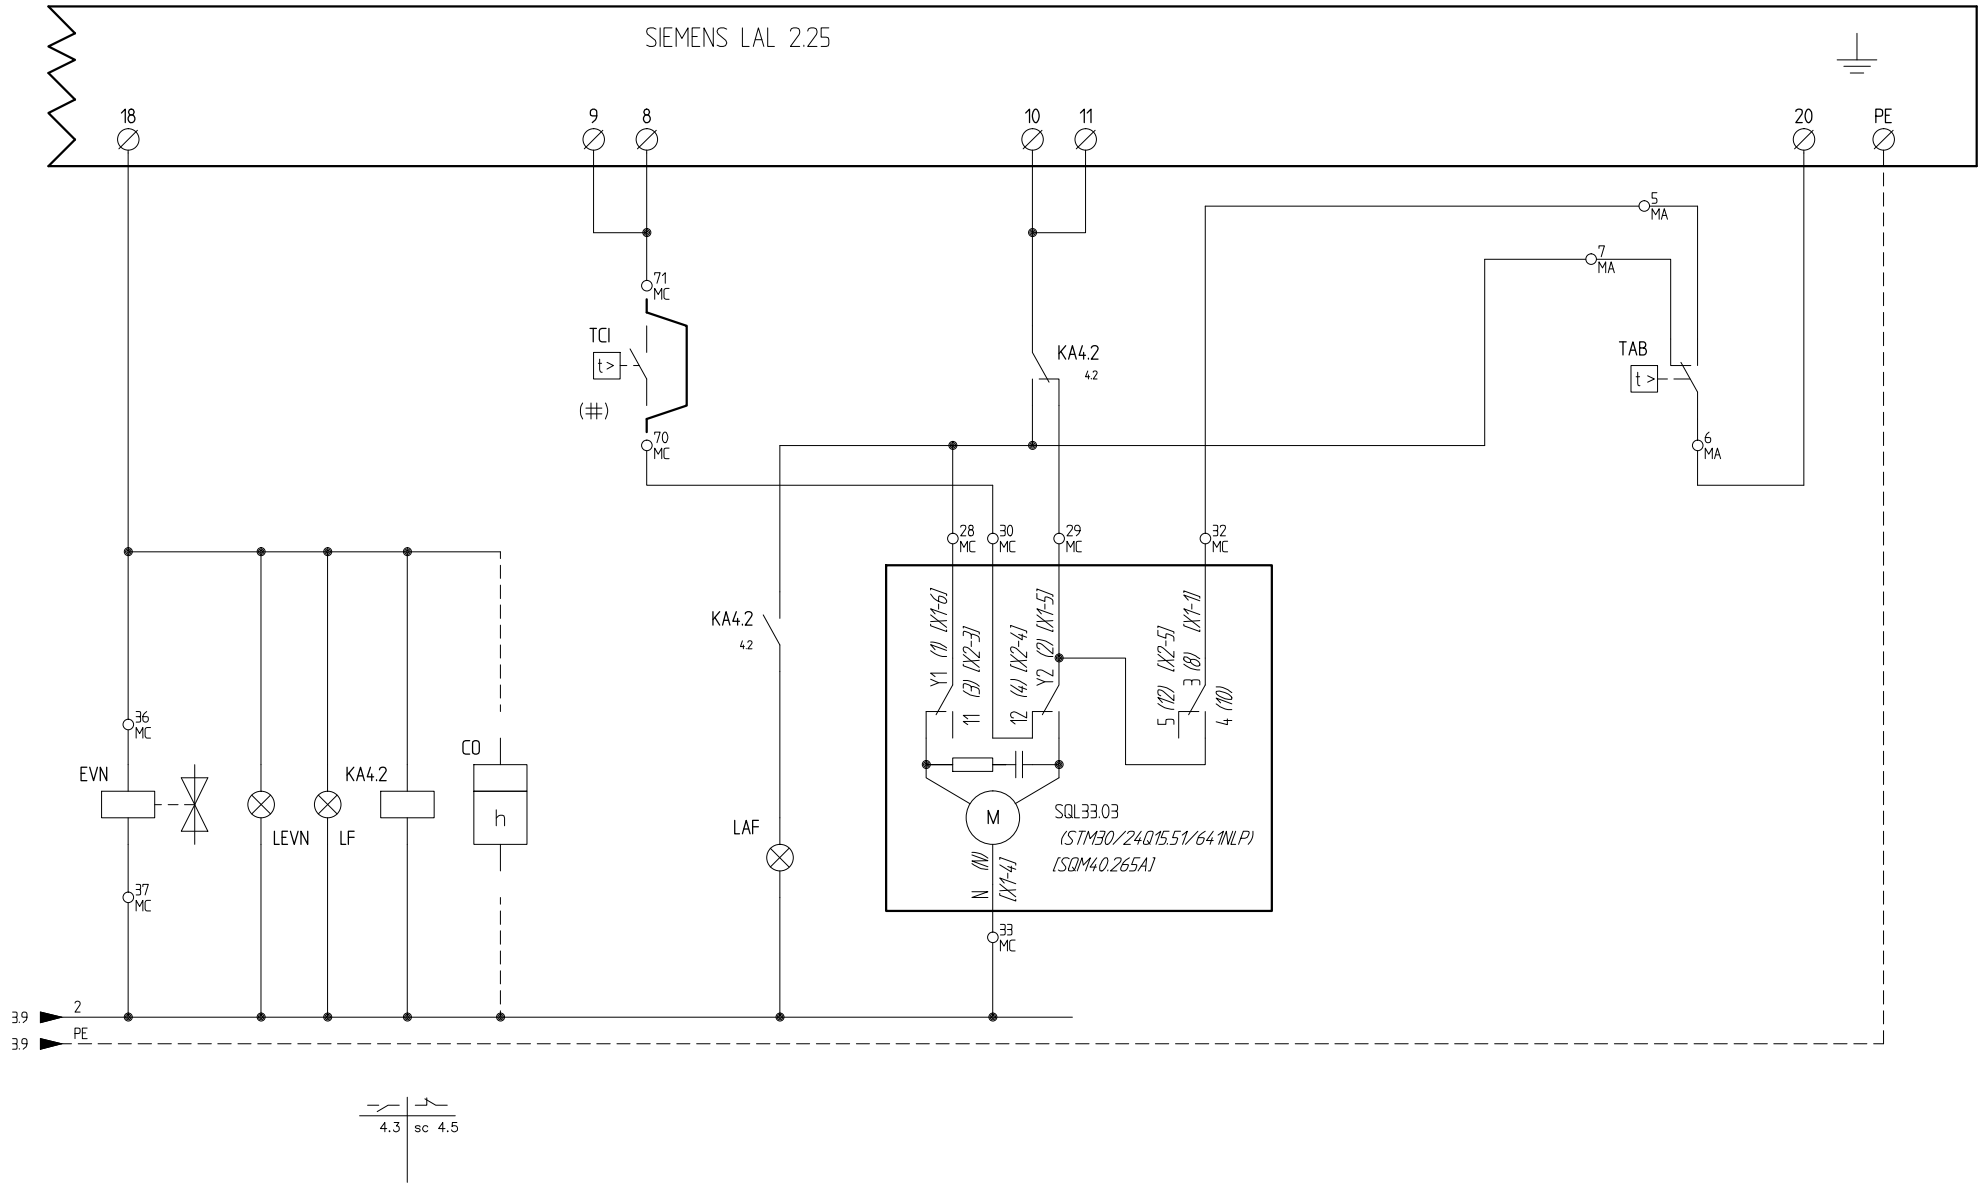 SIEMENS LAL 2.25
18
9
8
10
11
20
PE
5
MA
7
MA
71
MC
TCI
t >
(#)
70
MC
KA4.2
4.2
TAB
t >
6
MA
28
MC
30
MC
29
MC
32
MC
KA4.2
4.2
Y1 (1) [X1-6]
11 (3) [X2-3]
12 (4) [X2-4]
Y2 (2) [X1-5]
5 (12) [X2-5]
3 (8) [X1-1]
4 (10)
36
MC
EVN
LEVN
LF
KA4.2
CO
h
LAF
M
SQL33.03
(STM30/24Q15.51/641NLP)
[SQM40.265A]
N (N)
[X1-4]
37
MC
33
MC
3.9
2
3.9
PE
4.3
sc 4.5